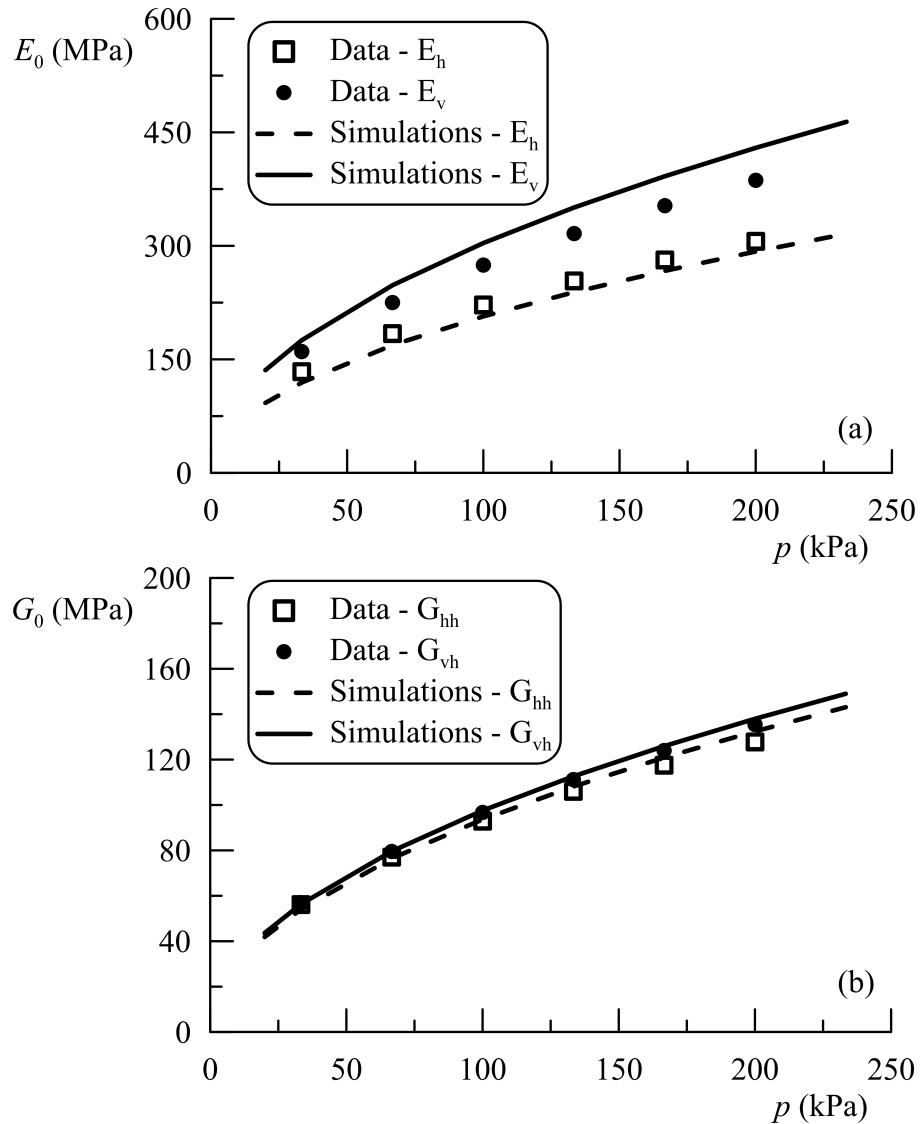 600
E₀ (MPa)
Data - Eₕ
Data - Eᵥ
Simulations - Eₕ
Simulations - Eᵥ
450
300
150
0
(a)
0 50 100 150 200 250
p (kPa)
200
G₀ (MPa)
Data - Gₕₕ
Data - Gᵥₕ
Simulations - Gₕₕ
Simulations - Gᵥₕ
160
120
80
40
0
(b)
0 50 100 150 200 250
p (kPa)